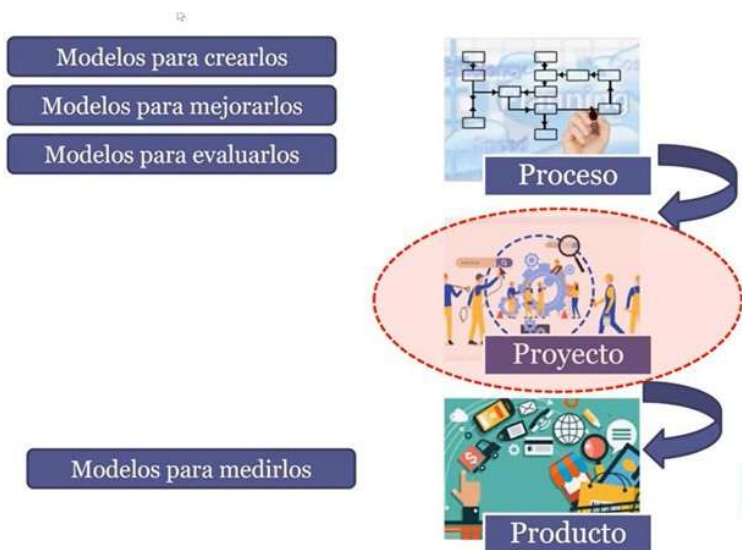 Modelos para crearlos
Modelos para mejorarlos
Modelos para evaluarlos
Proceso
Proyecto
Modelos para medirlos
Producto